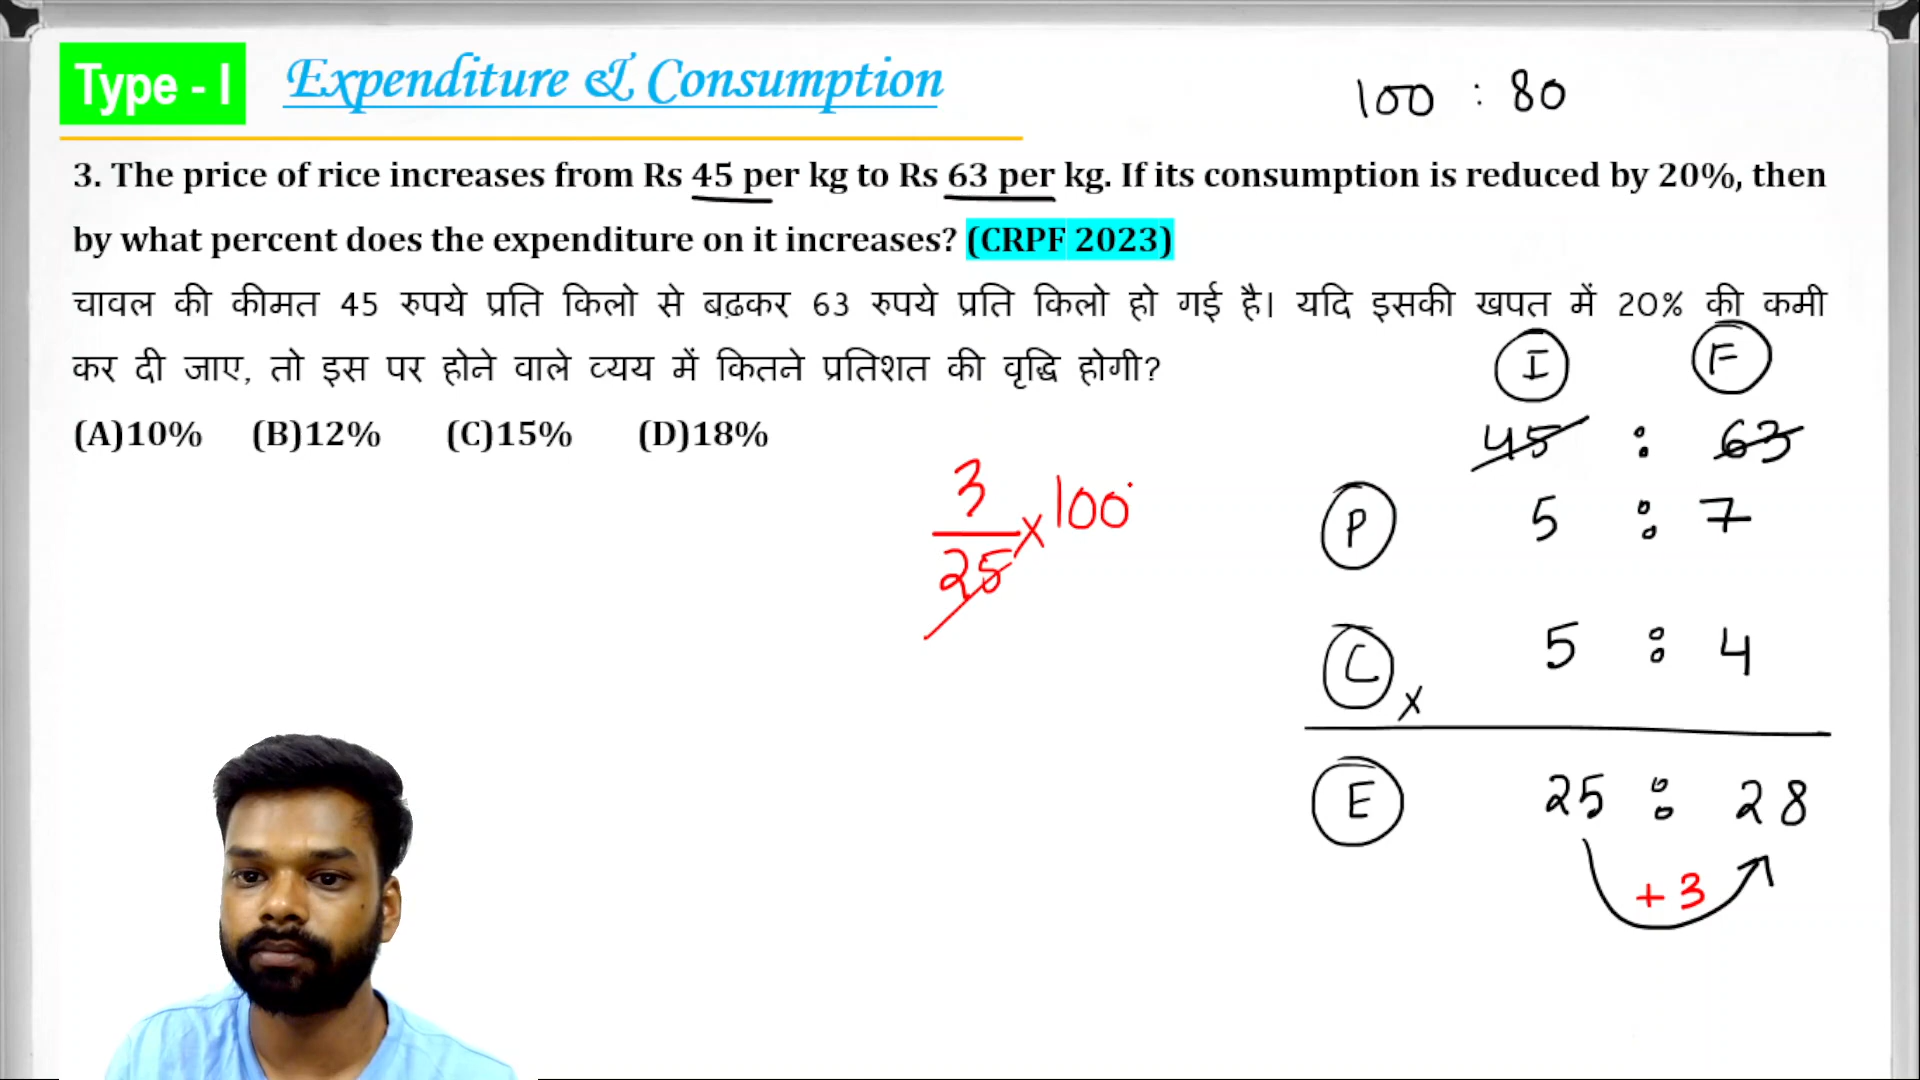 Type - I Expenditure & Consumption
100 : 80
3. The price of rice increases from Rs 45 per kg to Rs 63 per kg. If its consumption is reduced by 20%, then
by what percent does the expenditure on it increases? (CRPF 2023)
चावल की कीमत 45 रुपये प्रति किलो से बढ़कर 63 रुपये प्रति किलो हो गई है। यदि इसकी खपत में 20% की कमी
कर दी जाए, तो इस पर होने वाले व्यय में कितने प्रतिशत की वृद्धि होगी?
(A)10% (B)12% (C)15% (D)18%
I F
45 : 63
P 5 : 7
C 5 : 4
x
E 25 : 28
+3
3
25
x 100